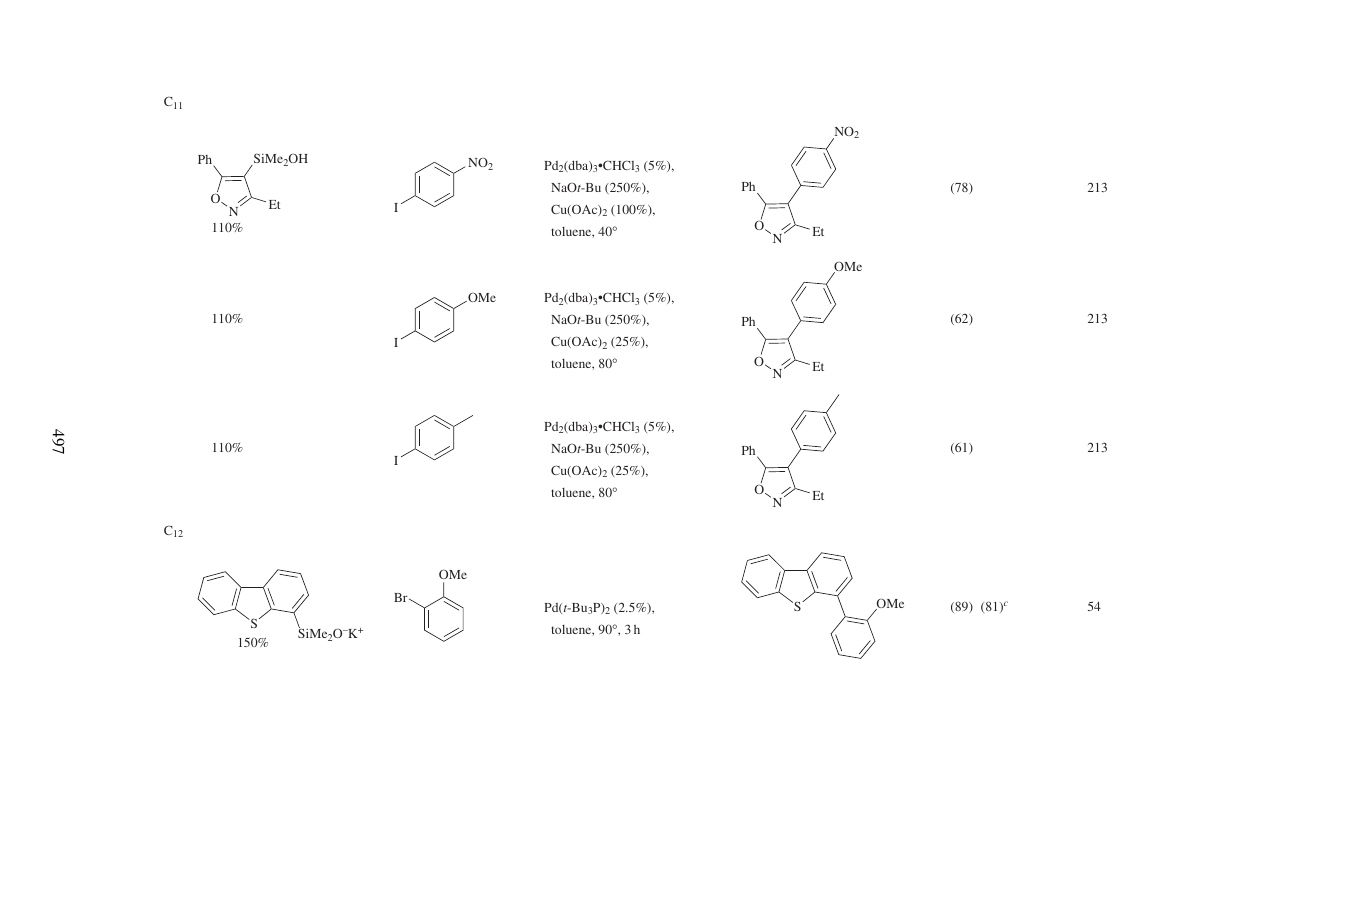 C11
Ph
SiMe2OH
O
N
Et
110%
I
NO2
Pd2(dba)3•CHCl3 (5%),
NaOt-Bu (250%),
Cu(OAc)2 (100%),
toluene, 40°
NO2
Ph
O
N
Et
(78)
213
110%
I
OMe
Pd2(dba)3•CHCl3 (5%),
NaOt-Bu (250%),
Cu(OAc)2 (25%),
toluene, 80°
OMe
Ph
O
N
Et
(62)
213
110%
I
Pd2(dba)3•CHCl3 (5%),
NaOt-Bu (250%),
Cu(OAc)2 (25%),
toluene, 80°
Ph
O
N
Et
(61)
213
497
C12
S
SiMe2O–K+
150%
Br
OMe
Pd(t-Bu3P)2 (2.5%),
toluene, 90°, 3 h
S
OMe
(89) (81)c
54